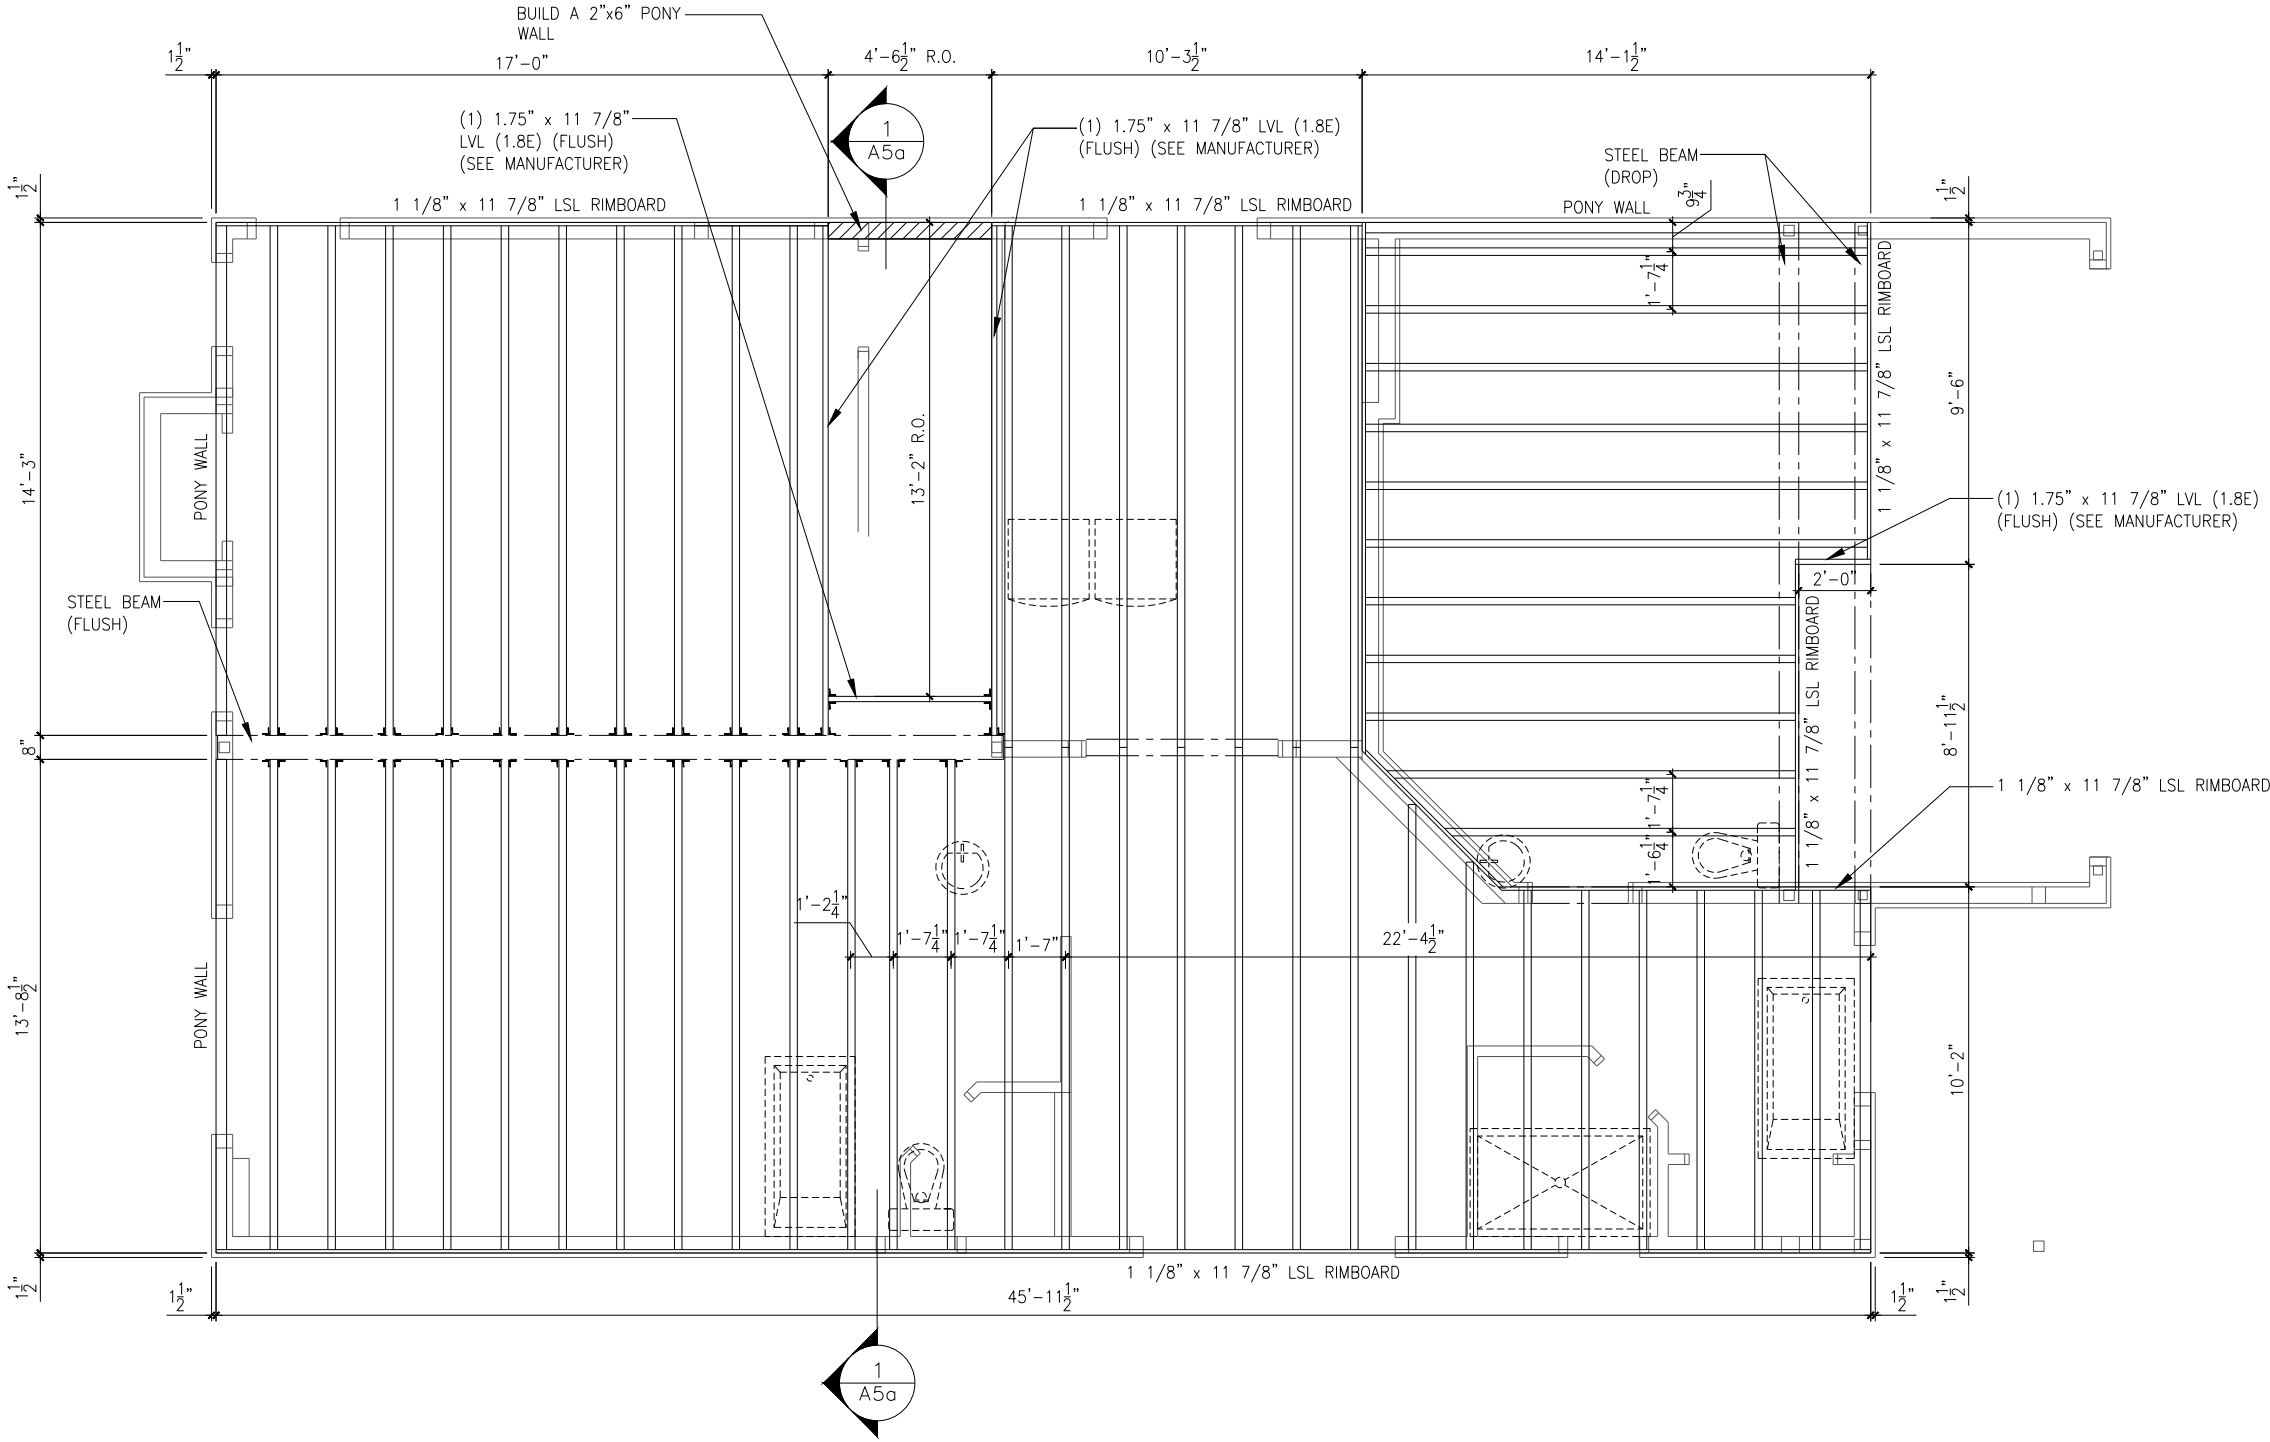 BUILD A 2"x6" PONY
WALL
1 1/2"
17'-0"
4'-6 1/2" R.O.
10'-3 1/2"
14'-1 1/2"
(1) 1.75" x 11 7/8"
LVL (1.8E) (FLUSH)
(SEE MANUFACTURER)
1
A5a
(1) 1.75" x 11 7/8" LVL (1.8E)
(FLUSH) (SEE MANUFACTURER)
STEEL BEAM
(DROP)
1 1/2"
1 1/2"
9 3/4"
1 1/8" x 11 7/8" LSL RIMBOARD
1 1/8" x 11 7/8" LSL RIMBOARD
PONY WALL
1'-7 1/4"
1 1/8" x 11 7/8" LSL RIMBOARD
9'-6"
14'-3"
PONY WALL
13'-2" R.O.
(1) 1.75" x 11 7/8" LVL (1.8E)
(FLUSH) (SEE MANUFACTURER)
2'-0"
STEEL BEAM
(FLUSH)
1 1/8" x 11 7/8" LSL RIMBOARD
8"
8'-11 1/2"
1 1/8" x 11 7/8" LSL RIMBOARD
1'-7 1/4"
1'-6 1/4"
1'-2 1/4"
1'-7 1/4"
1'-7 1/4"
1'-7"
22'-4 1/2"
13'-8 1/2"
PONY WALL
10'-2"
1 1/8" x 11 7/8" LSL RIMBOARD
1 1/2"
1 1/2"
45'-11 1/2"
1 1/2"
1 1/2"
1
A5a